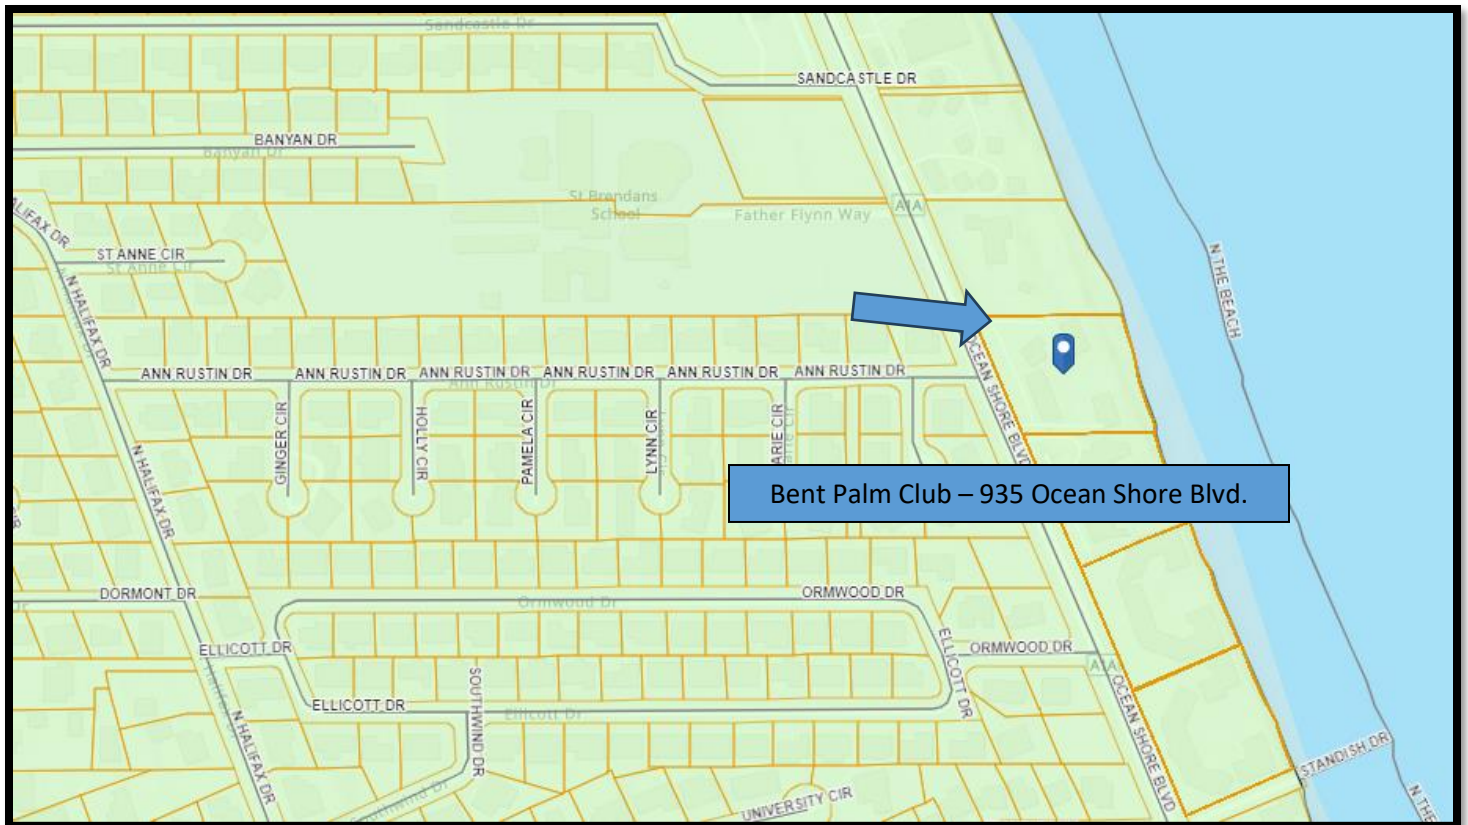 Sandcastle Dr
SANDCASTLE DR
BANYAN DR
Banyan Dr
St Brendans
School
Father Flynn Way
A1A
ALIFAX DR
ST ANNE CIR
St Anne Cir
N HALIFAX DR
N THE BEACH
ANN RUSTIN DR
ANN RUSTIN DR
ANN RUSTIN DR
ANN RUSTIN DR
ANN RUSTIN DR
ANN RUSTIN DR
Ann Rustin Dr
OCEAN SHORE BLVD
GINGER CIR
HOLLY CIR
PAMELA CIR
LYNN CIR
ARIE CIR
N HALIFAX DR
Bent Palm Club – 935 Ocean Shore Blvd.
DORMONT DR
Ormwood Dr
ORMWOOD DR
ELLICOTT DR
ELLICOTT DR
ORMWOOD DR
A1A
OCEAN SHORE BLVD
SOUTHWIND DR
ELLICOTT DR
Ellicott Dr
N HALIFAX DR
STANDISH DR
Southwind Dr
UNIVERSITY CIR
N THE